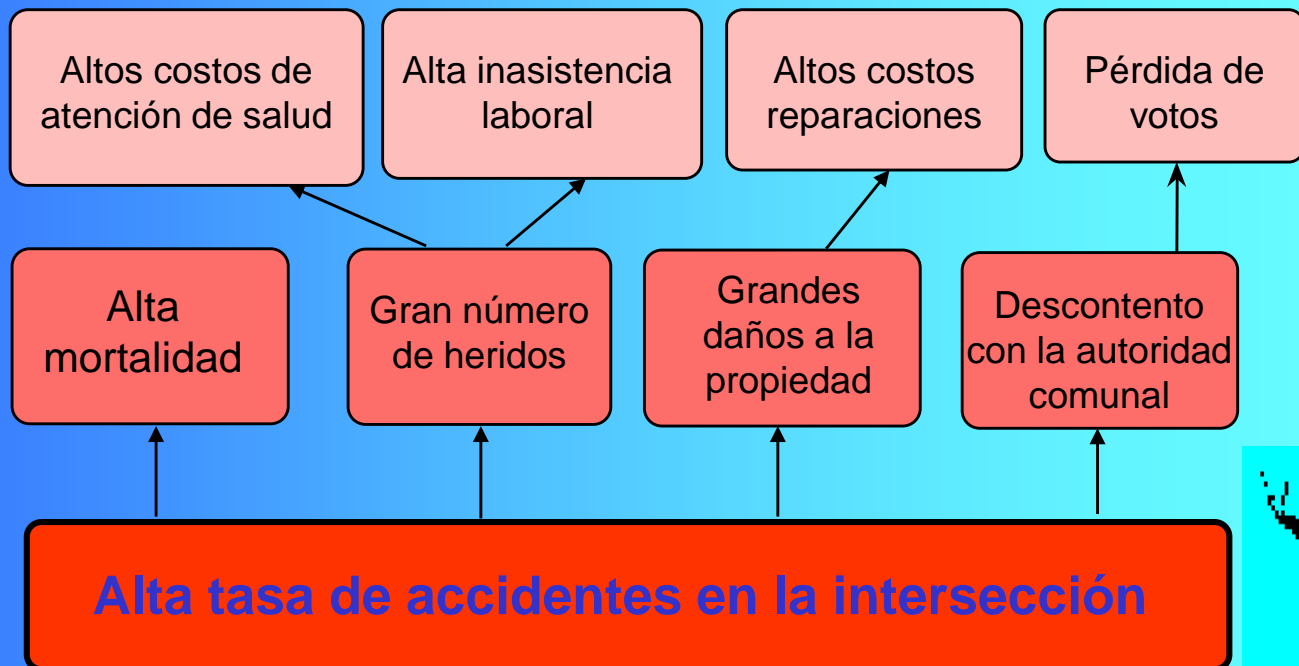 Altos costos de
atención de salud
Alta inasistencia
laboral
Altos costos
reparaciones
Pérdida de
votos
Alta
mortalidad
Gran número
de heridos
Grandes
daños a la
propiedad
Descontento
con la autoridad
comunal
Alta tasa de accidentes en la intersección